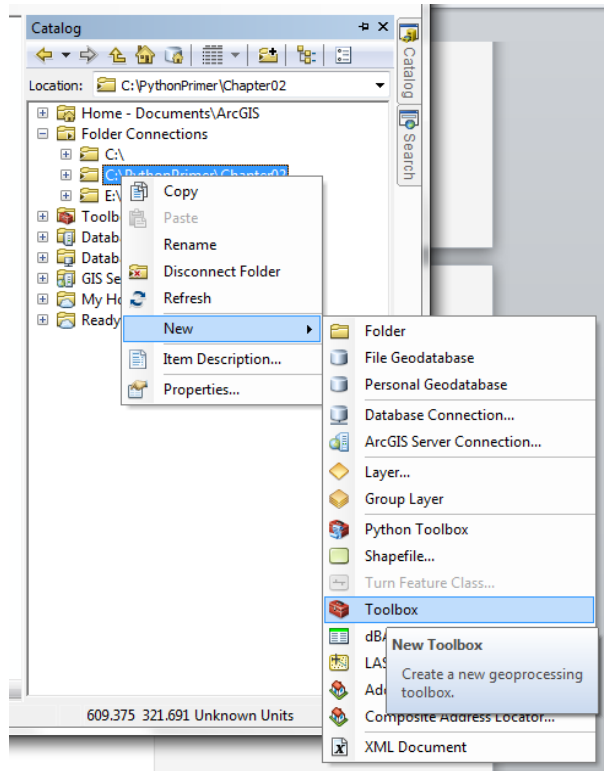 Catalog
Location: C:\PythonPrimer\Chapter02
Home - Documents\ArcGIS
Folder Connections
C:\
C:\PythonPrimer\Chapter02
E:\
Toolb
Datab
Datab
GIS Se
My Ho
Ready
Copy
Paste
Rename
Disconnect Folder
Refresh
New
Item Description...
Properties...
Folder
File Geodatabase
Personal Geodatabase
Database Connection...
ArcGIS Server Connection...
Layer...
Group Layer
Python Toolbox
Shapefile...
Turn Feature Class...
Toolbox
dBA
LAS
Add
Composite Address Locator...
XML Document
New Toolbox
Create a new geoprocessing
toolbox.
609.375 321.691 Unknown Units
Catalog
Search